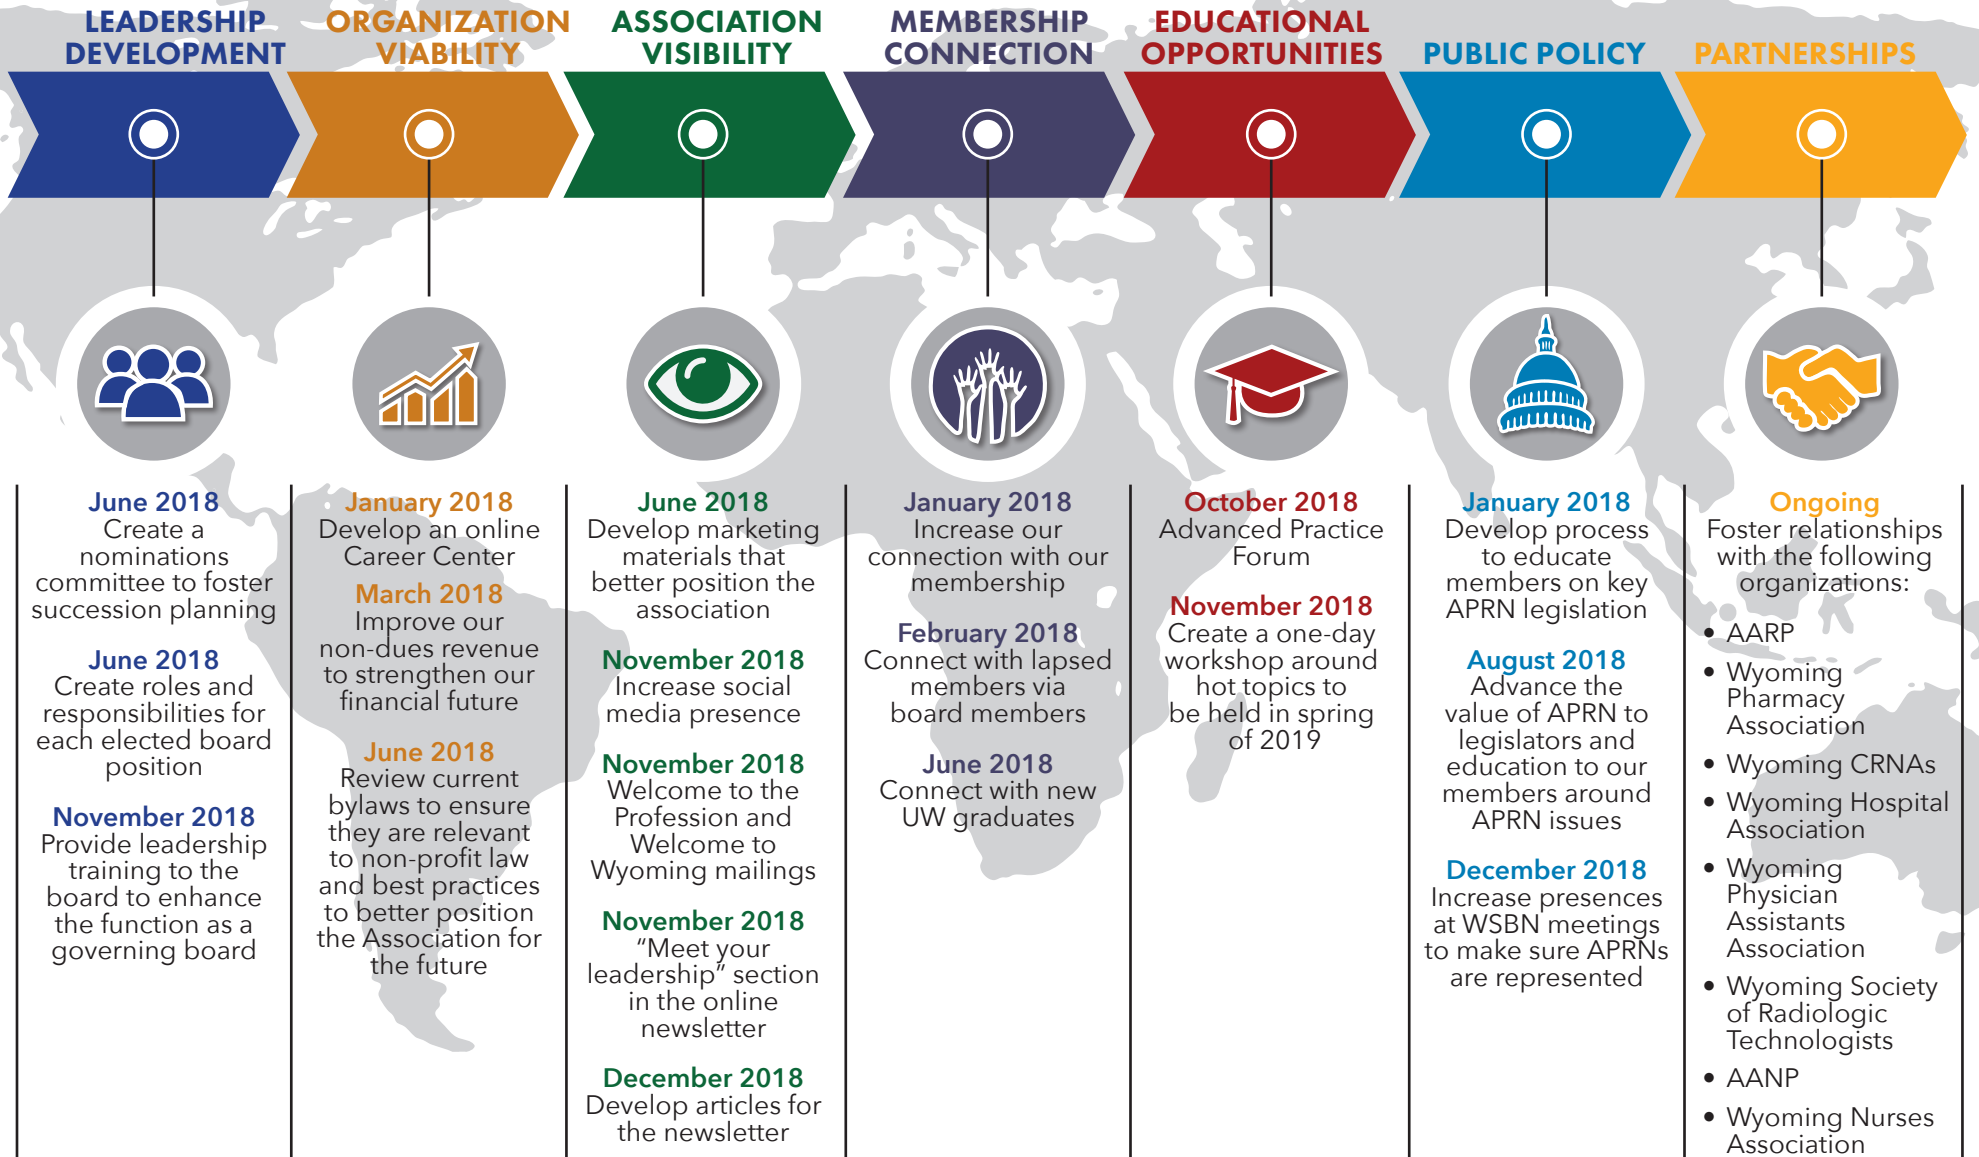 LEADERSHIP
DEVELOPMENT
ORGANIZATION
VIABILITY
ASSOCIATION
VISIBILITY
MEMBERSHIP
CONNECTION
EDUCATIONAL
OPPORTUNITIES
PUBLIC POLICY
PARTNERSHIPS
June 2018
Create a
nominations
committee to foster
succession planning
June 2018
Create roles and
responsibilities for
each elected board
position
November 2018
Provide leadership
training to the
board to enhance
the function as a
governing board
January 2018
Develop an online
Career Center
March 2018
Improve our
non-dues revenue
to strengthen our
financial future
June 2018
Review current
bylaws to ensure
they are relevant
to non-profit law
and best practices
to better position
the Association for
the future
June 2018
Develop marketing
materials that
better position the
association
November 2018
Increase social
media presence
November 2018
Welcome to the
Profession and
Welcome to
Wyoming mailings
November 2018
“Meet your
leadership” section
in the online
newsletter
December 2018
Develop articles for
the newsletter
January 2018
Increase our
connection with our
membership
February 2018
Connect with lapsed
members via
board members
June 2018
Connect with new
UW graduates
October 2018
Advanced Practice
Forum
November 2018
Create a one-day
workshop around
hot topics to
be held in spring
of 2019
January 2018
Develop process
to educate
members on key
APRN legislation
August 2018
Advance the
value of APRN to
legislators and
education to our
members around
APRN issues
December 2018
Increase presences
at WSBN meetings
to make sure APRNs
are represented
Ongoing
Foster relationships
with the following
organizations:
• AARP
• Wyoming
Pharmacy
Association
• Wyoming CRNAs
• Wyoming Hospital
Association
• Wyoming
Physician
Assistants
Association
• Wyoming Society
of Radiologic
Technologists
• AANP
• Wyoming Nurses
Association